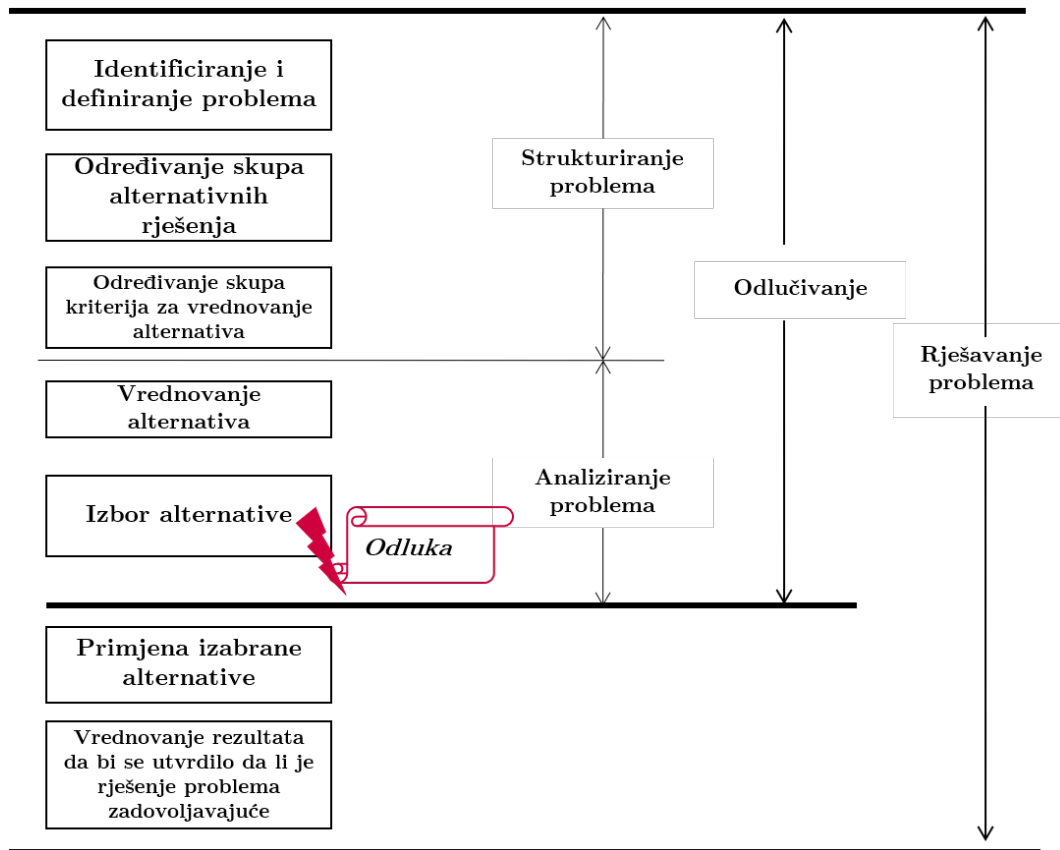 Identificiranje i
definiranje problema
Određivanje skupa
alternativnih
rješenja
Određivanje skupa
kriterija za vrednovanje
alternativa
Vrednovanje
alternativa
Izbor alternative
Odluka
Primjena izabrane
alternative
Vrednovanje rezultata
da bi se utvrdilo da li je
rješenje problema
zadovoljavajuće
Strukturiranje
problema
Analiziranje
problema
Odlučivanje
Rješavanje
problema